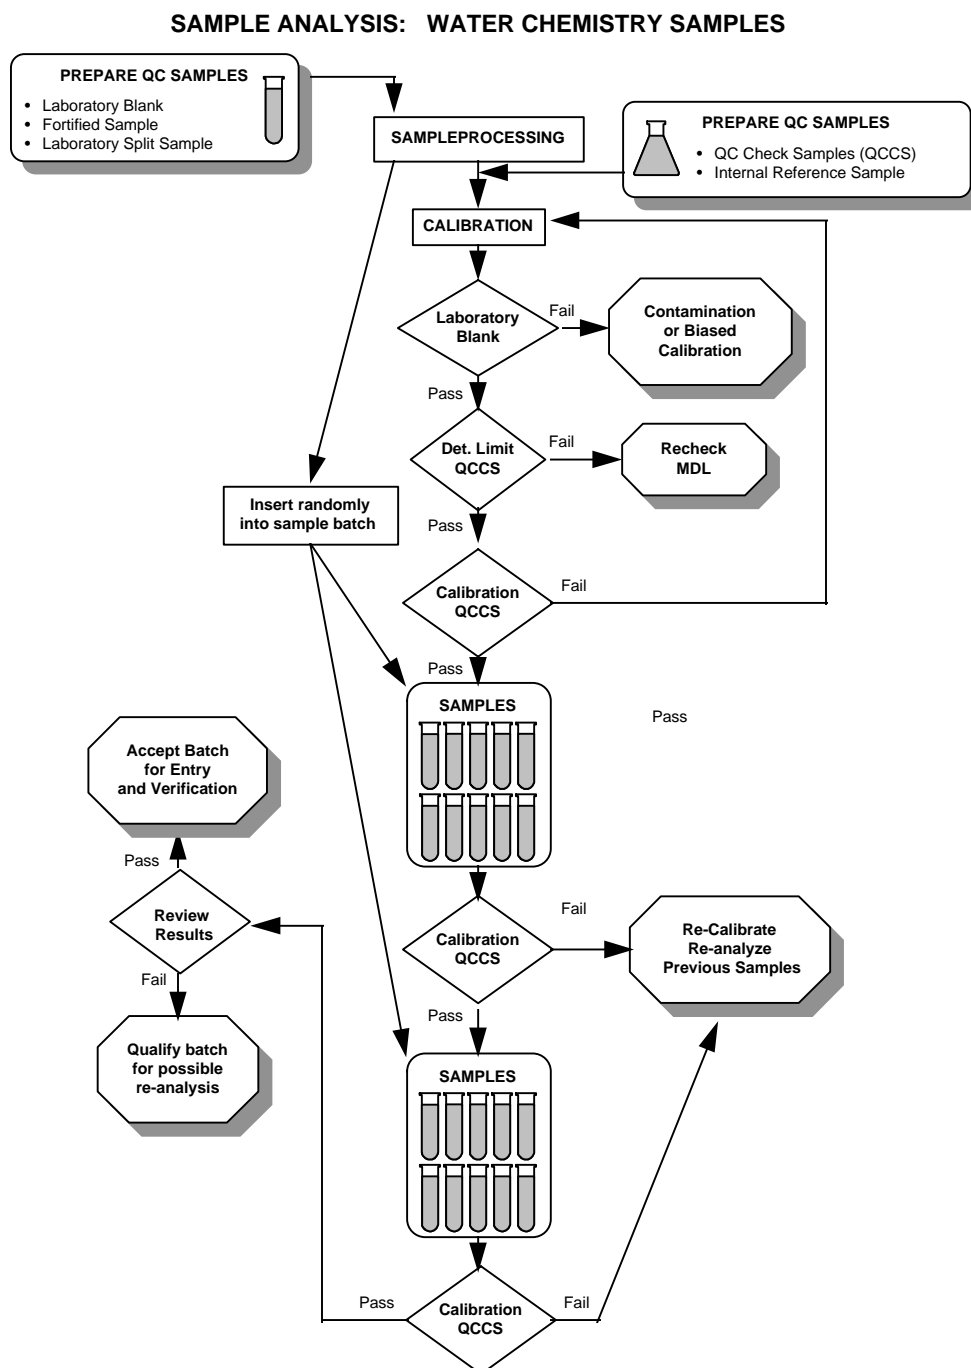 SAMPLE ANALYSIS: WATER CHEMISTRY SAMPLES
PREPARE QC SAMPLES
• Laboratory Blank
• Fortified Sample
• Laboratory Split Sample
SAMPLEPROCESSING
PREPARE QC SAMPLES
• QC Check Samples (QCCS)
• Internal Reference Sample
CALIBRATION
Laboratory
Blank
Fail
Contamination
or Biased
Calibration
Pass
Det. Limit
QCCS
Fail
Recheck
MDL
Insert randomly
into sample batch
Pass
Calibration
QCCS
Fail
Pass
SAMPLES
Pass
Accept Batch
for Entry
and Verification
Pass
Review
Results
Fail
Qualify batch
for possible
re-analysis
Calibration
QCCS
Fail
Re-Calibrate
Re-analyze
Previous Samples
Pass
SAMPLES
Pass
Calibration
QCCS
Fail